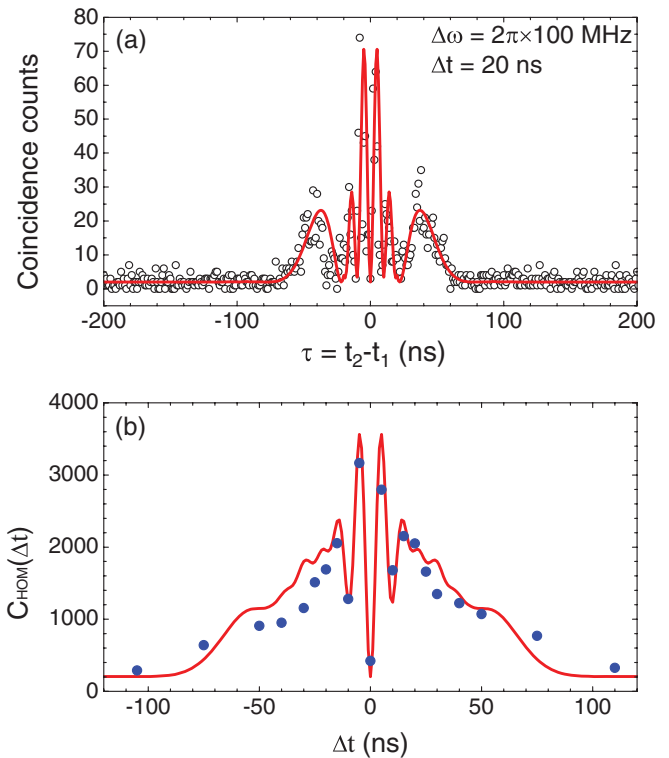 (a)
Δω = 2π×100 MHz
Δt = 20 ns
Coincidence counts
80
70
60
50
40
30
20
10
0
-200 -100 0 100 200
τ = t₂-t₁ (ns)
(b)
C_HOM(Δt)
4000
3000
2000
1000
0
-100 -50 0 50 100
Δt (ns)